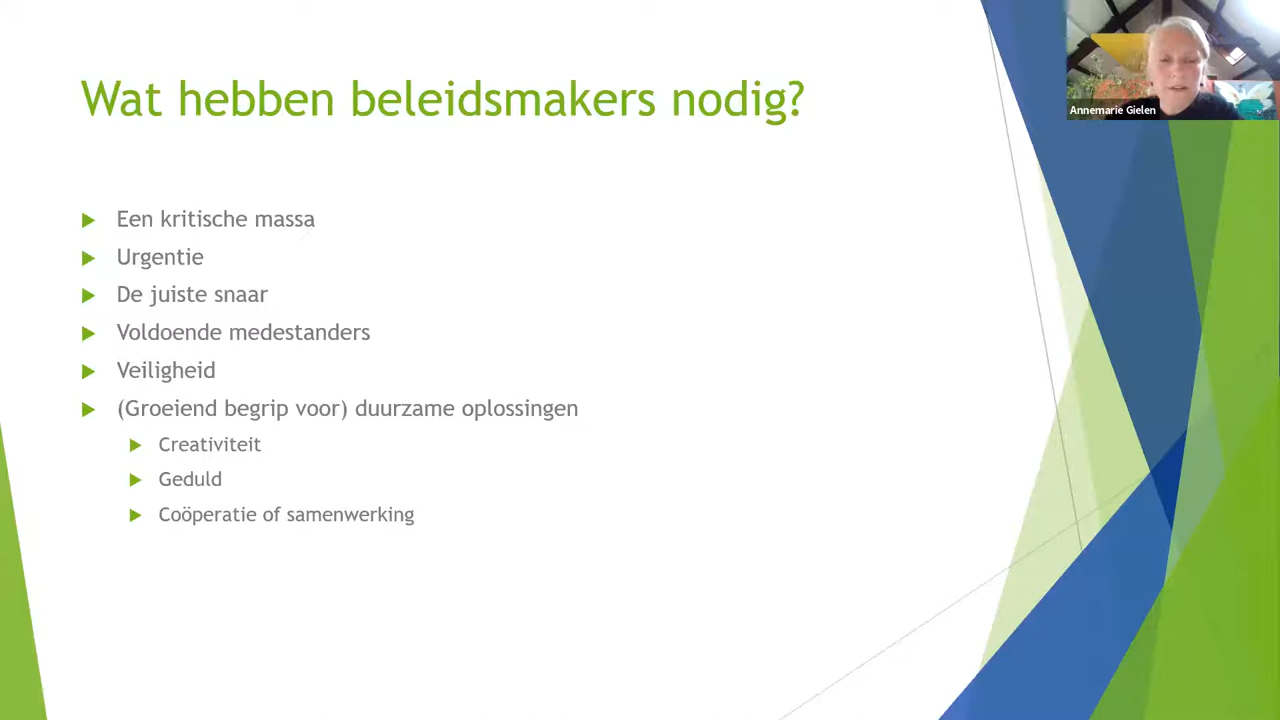 Wat hebben beleidsmakers nodig?
Annemarie Gielen
Een kritische massa
Urgentie
De juiste snaar
Voldoende medestanders
Veiligheid
(Groeiend begrip voor) duurzame oplossingen
Creativiteit
Geduld
Coöperatie of samenwerking